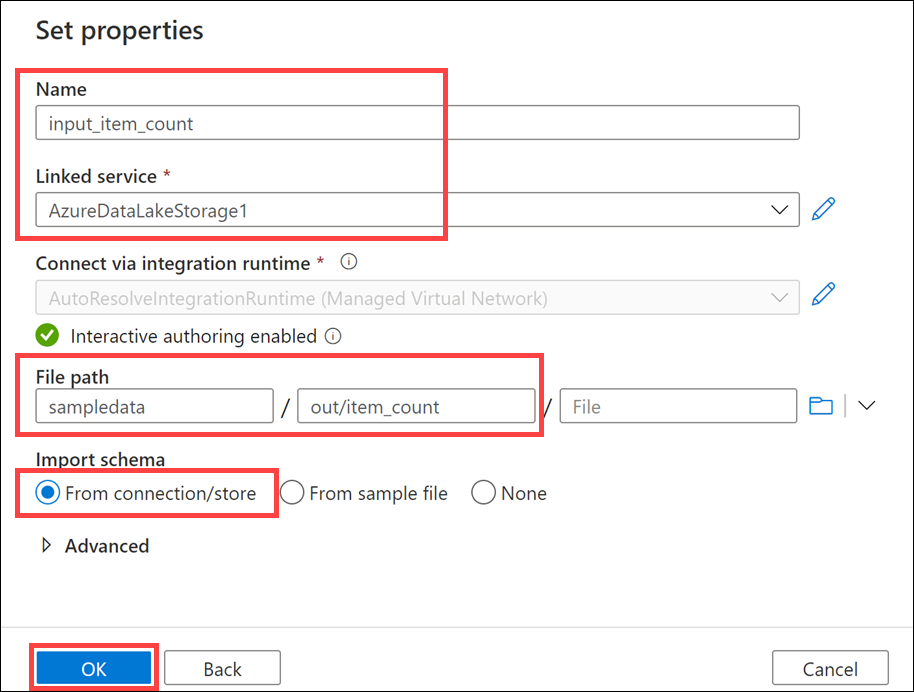 Set properties
Name
input_item_count
Linked service *
AzureDataLakeStorage1
Connect via integration runtime *
AutoResolveIntegrationRuntime (Managed Virtual Network)
Interactive authoring enabled
File path
sampledata / out/item_count / File
Import schema
From connection/store From sample file None
Advanced
OK Back Cancel